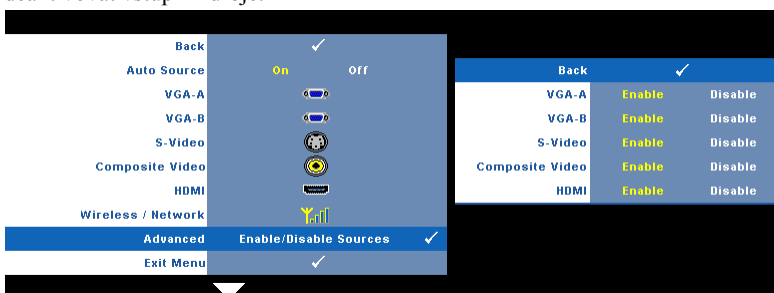 Back
Auto Source On Off
VGA-A
VGA-B
S-Video
Composite Video
HDMI
Wireless / Network
Advanced Enable/Disable Sources
Exit Menu
Back
VGA-A Enable Disable
VGA-B Enable Disable
S-Video Enable Disable
Composite Video Enable Disable
HDMI Enable Disable